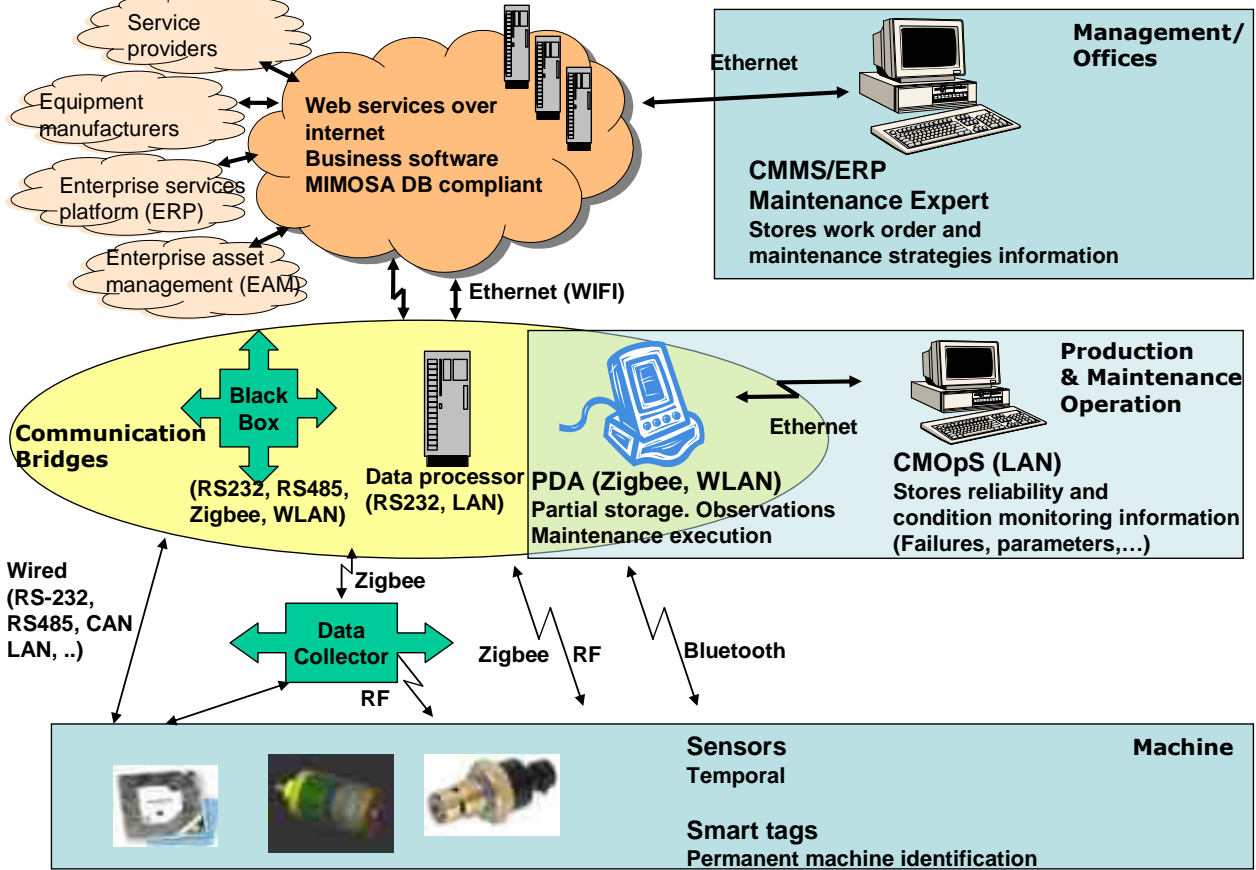 Service
providers
Equipment
manufacturers
Enterprise services
platform (ERP)
Enterprise asset
management (EAM)
Web services over
internet
Business software
MIMOSA DB compliant
Ethernet
Management/
Offices
CMMS/ERP
Maintenance Expert
Stores work order and
maintenance strategies information
Ethernet (WIFI)
Black
Box
Communication
Bridges
(RS232, RS485,
Zigbee, WLAN)
Data processor
(RS232, LAN)
PDA (Zigbee, WLAN)
Partial storage. Observations
Maintenance execution
Ethernet
Production
& Maintenance
Operation
CMOpS (LAN)
Stores reliability and
condition monitoring information
(Failures, parameters,…)
Wired
(RS-232,
RS485, CAN
LAN, ..)
Zigbee
Data
Collector
RF
Zigbee
RF
Bluetooth
Sensors
Temporal
Machine
Smart tags
Permanent machine identification